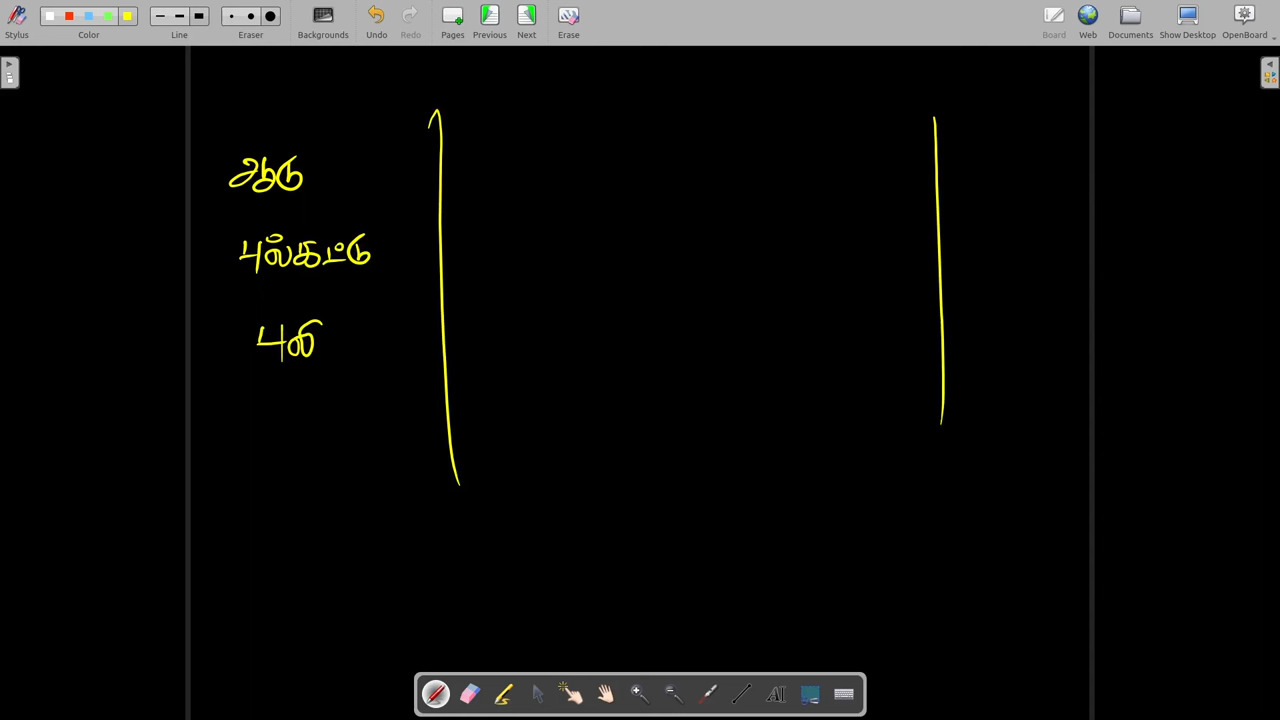 Stylus Color Line Eraser Backgrounds Undo Redo Pages Previous Next Erase Board Web Documents Show Desktop OpenBoard
ஆடு
புல்கட்டு
புலி
AI